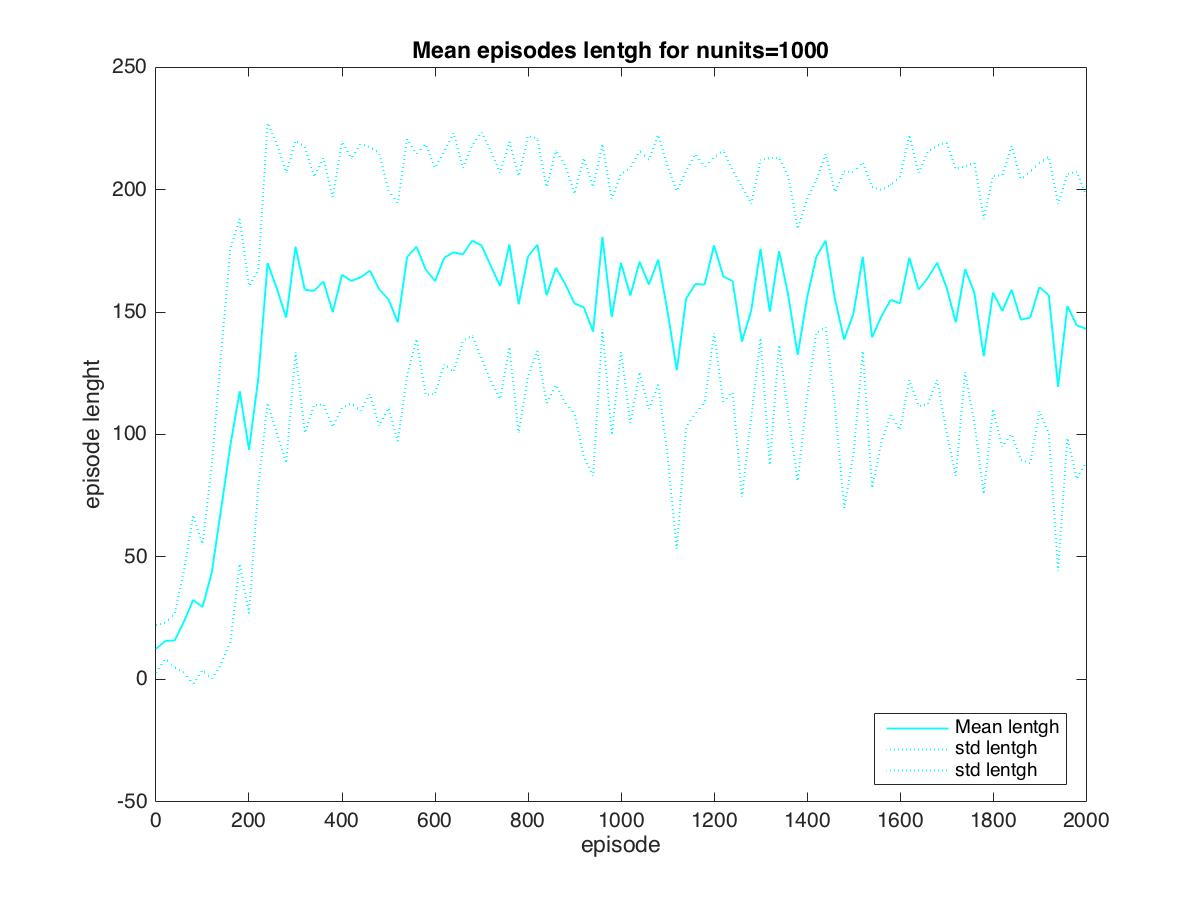 Mean episodes lentgh for nunits=1000
250
200
150
100
50
0
-50
episode lenght
Mean lentgh
std lentgh
std lentgh
0 200 400 600 800 1000 1200 1400 1600 1800 2000
episode